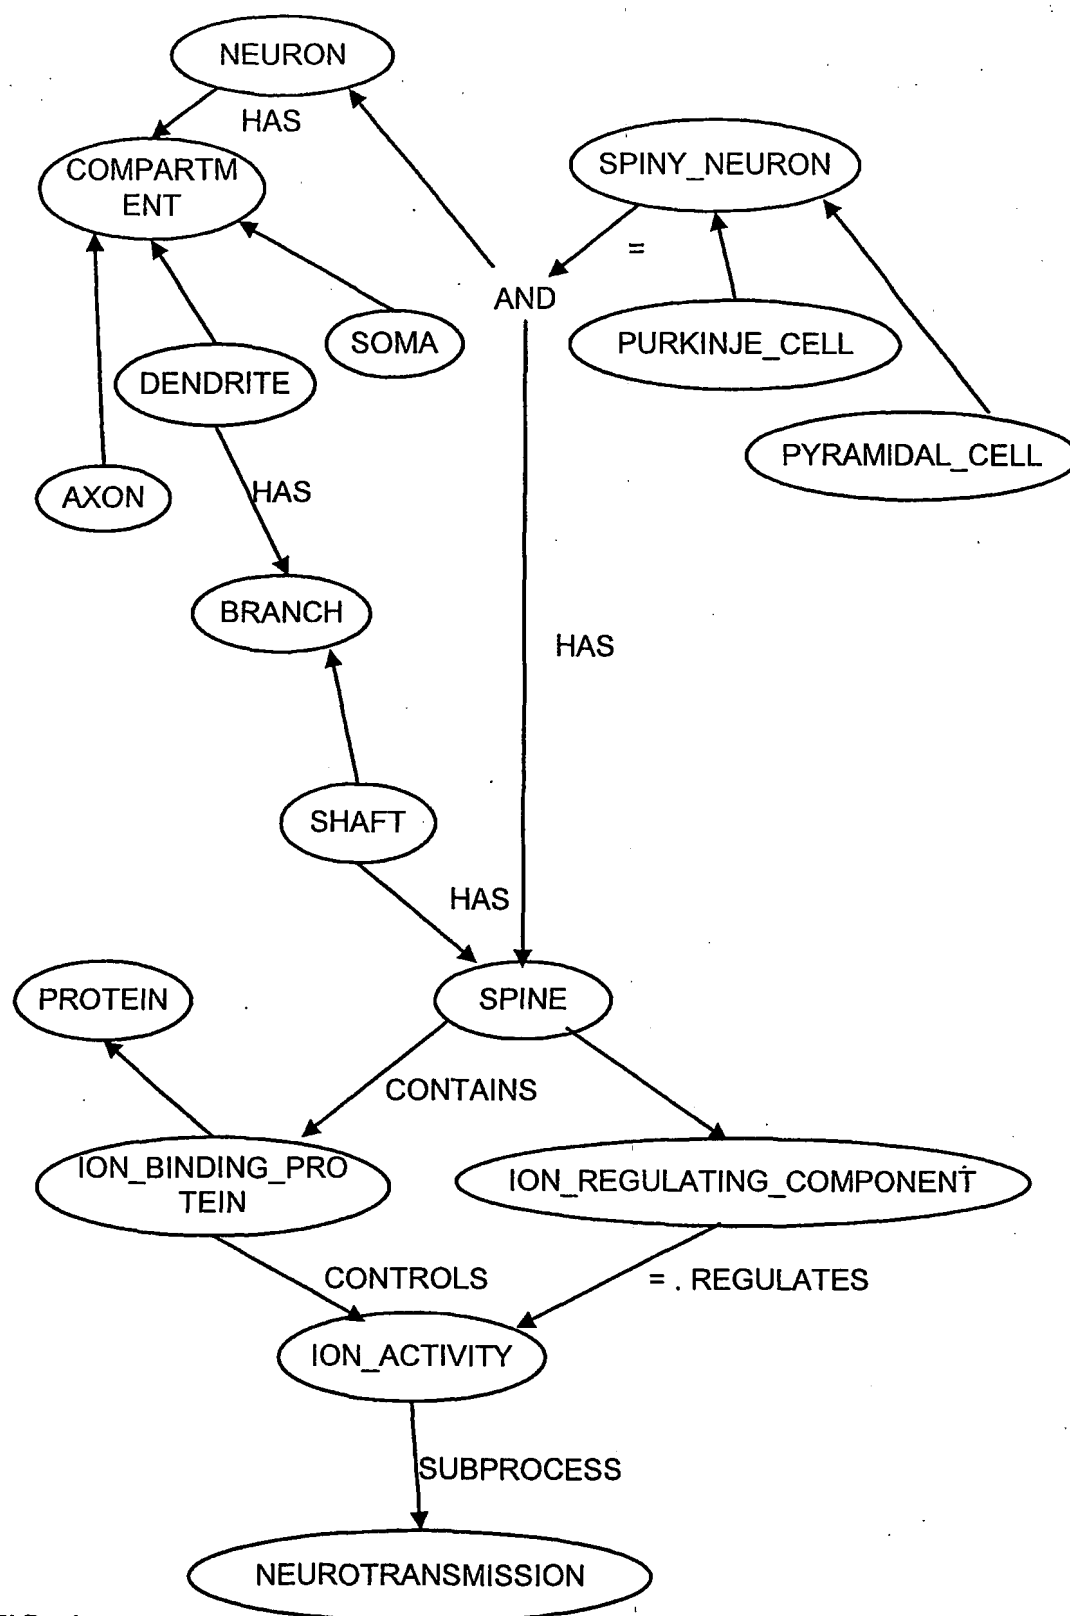 NEURON
HAS
COMPARTM
ENT
SPINY_NEURON
=
AND
SOMA
PURKINJE_CELL
DENDRITE
PYRAMIDAL_CELL
AXON
HAS
BRANCH
HAS
SHAFT
HAS
PROTEIN
SPINE
CONTAINS
ION_BINDING_PRO
TEIN
ION_REGULATING_COMPONENT
CONTROLS
= . REGULATES
ION_ACTIVITY
SUBPROCESS
NEUROTRANSMISSION